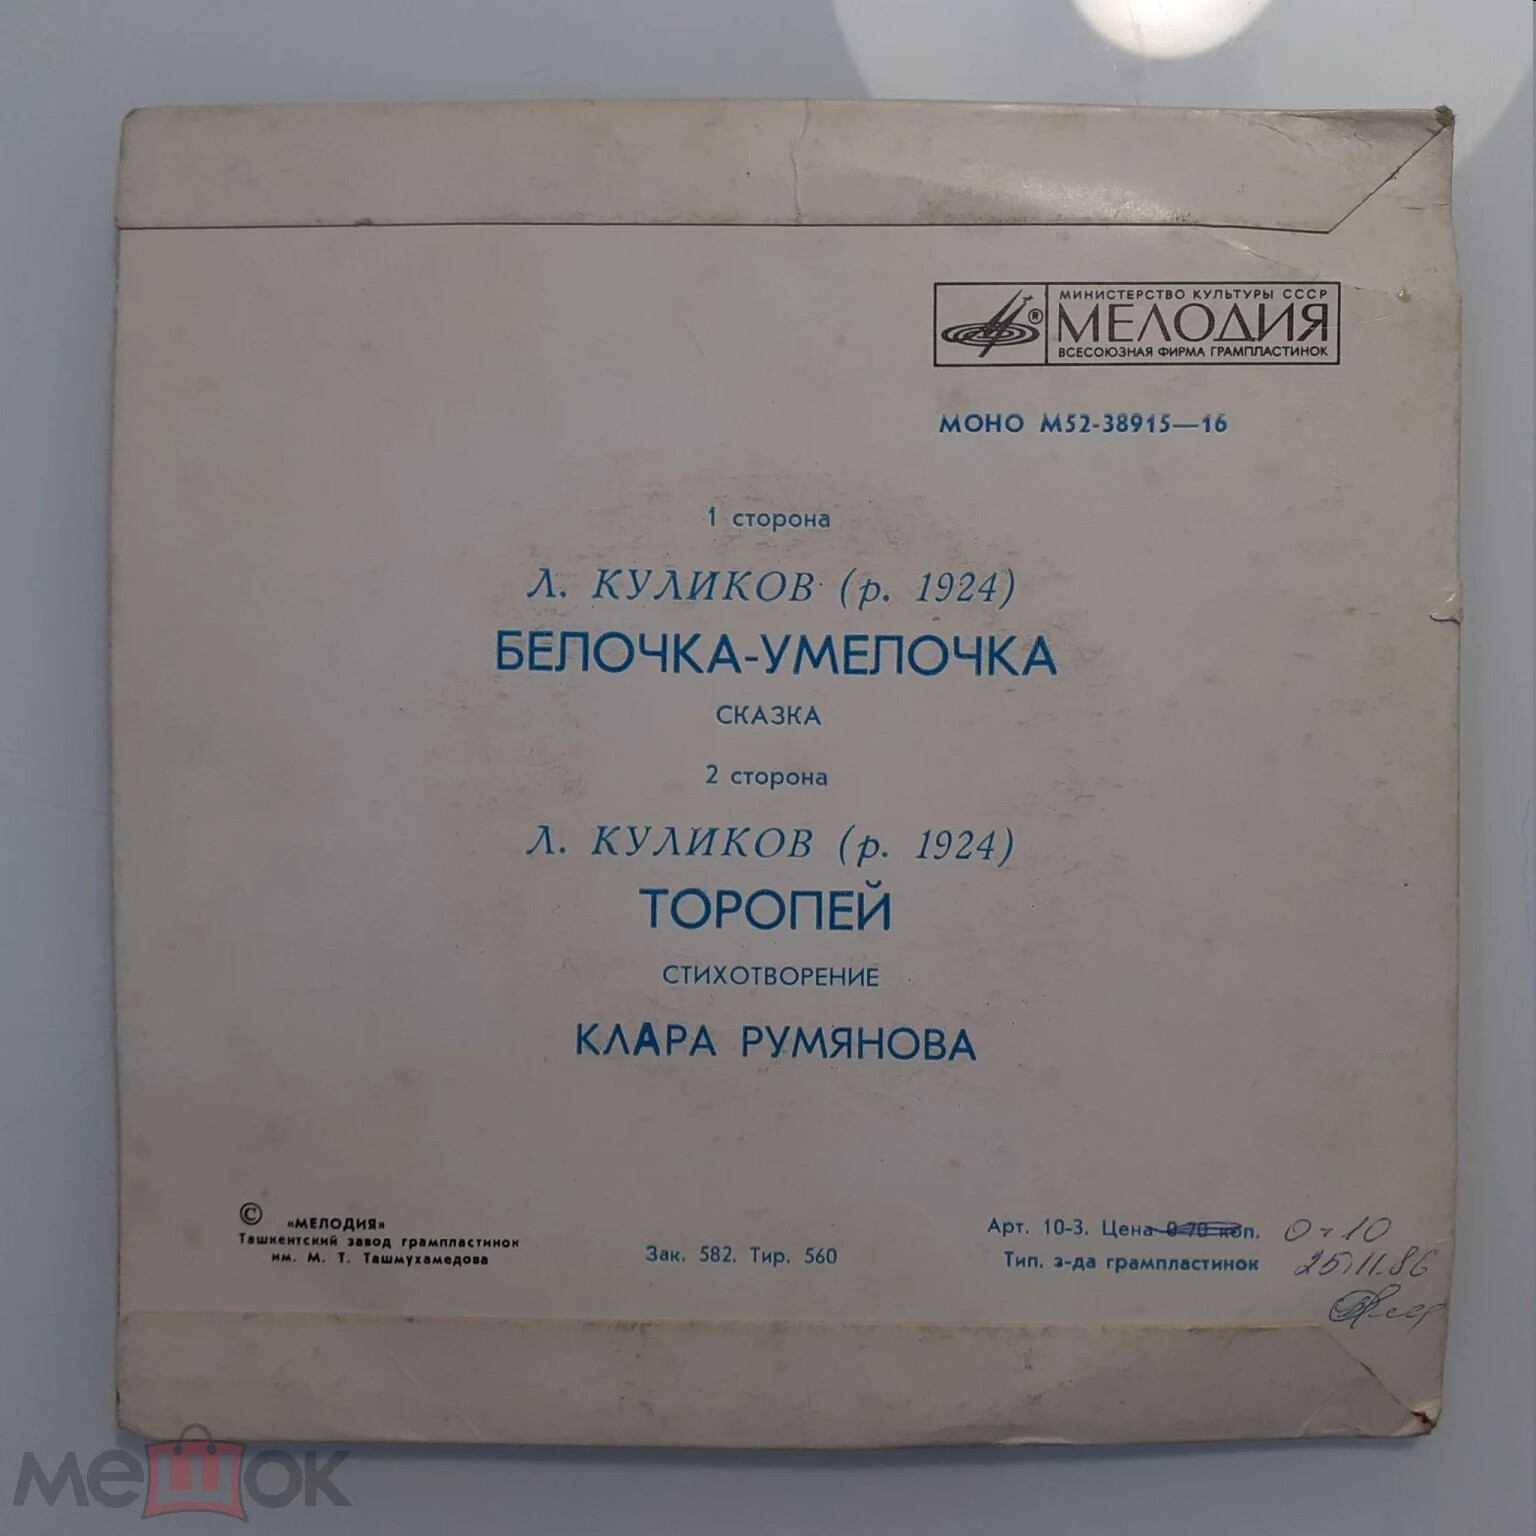 МИНИСТЕРСТВО КУЛЬТУРЫ СССР
МЕЛОДИЯ
®
ВСЕСОЮЗНАЯ ФИРМА ГРАМПЛАСТИНОК
МОНО М52-38915—16
1 сторона
Л. КУЛИКОВ (р. 1924)
БЕЛОЧКА-УМЕЛОЧКА
СКАЗКА
2 сторона
Л. КУЛИКОВ (р. 1924)
ТОРОПЕЙ
СТИХОТВОРЕНИЕ
КЛАРА РУМЯНОВА
© «МЕЛОДИЯ»
Ташкентский завод грампластинок
им. М. Т. Ташмухамедова
Зак. 582. Тир. 560
Арт. 10-3. Цена 0-70 коп. 0-10
Тип. з-да грампластинок 25.11.86
мешок